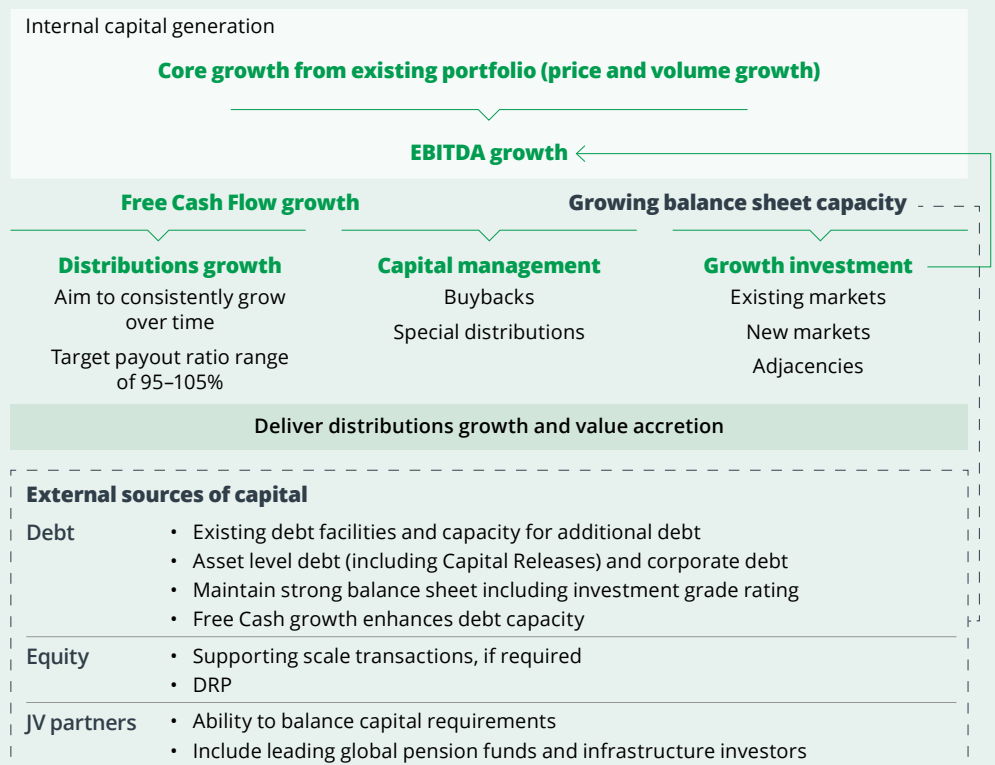 Internal capital generation
Core growth from existing portfolio (price and volume growth)
EBITDA growth
Free Cash Flow growth
Growing balance sheet capacity
Distributions growth
Aim to consistently grow
over time
Target payout ratio range
of 95–105%
Capital management
Buybacks
Special distributions
Growth investment
Existing markets
New markets
Adjacencies
Deliver distributions growth and value accretion
External sources of capital
Debt
• Existing debt facilities and capacity for additional debt
• Asset level debt (including Capital Releases) and corporate debt
• Maintain strong balance sheet including investment grade rating
• Free Cash growth enhances debt capacity
Equity
• Supporting scale transactions, if required
• DRP
JV partners
• Ability to balance capital requirements
• Include leading global pension funds and infrastructure investors